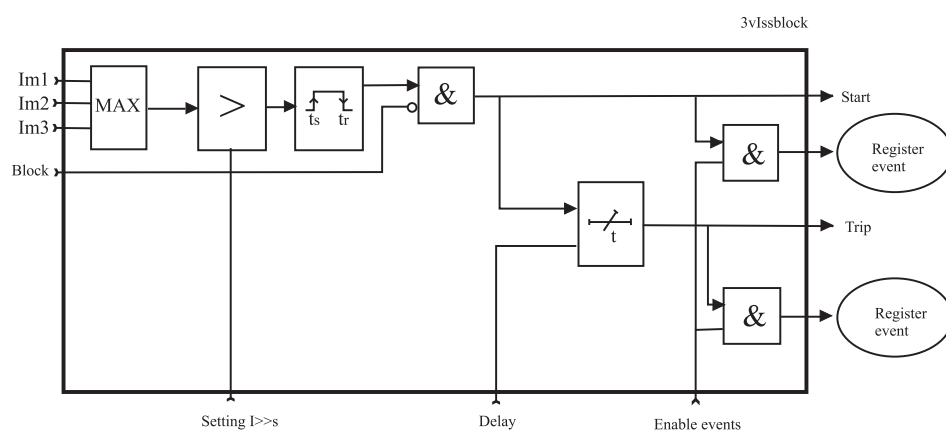 3vIssblock
Im1
Im2
Im3
MAX
>
ts tr
&
Start
Block
&
Register
event
t
Trip
&
Register
event
Setting I>>s
Delay
Enable events